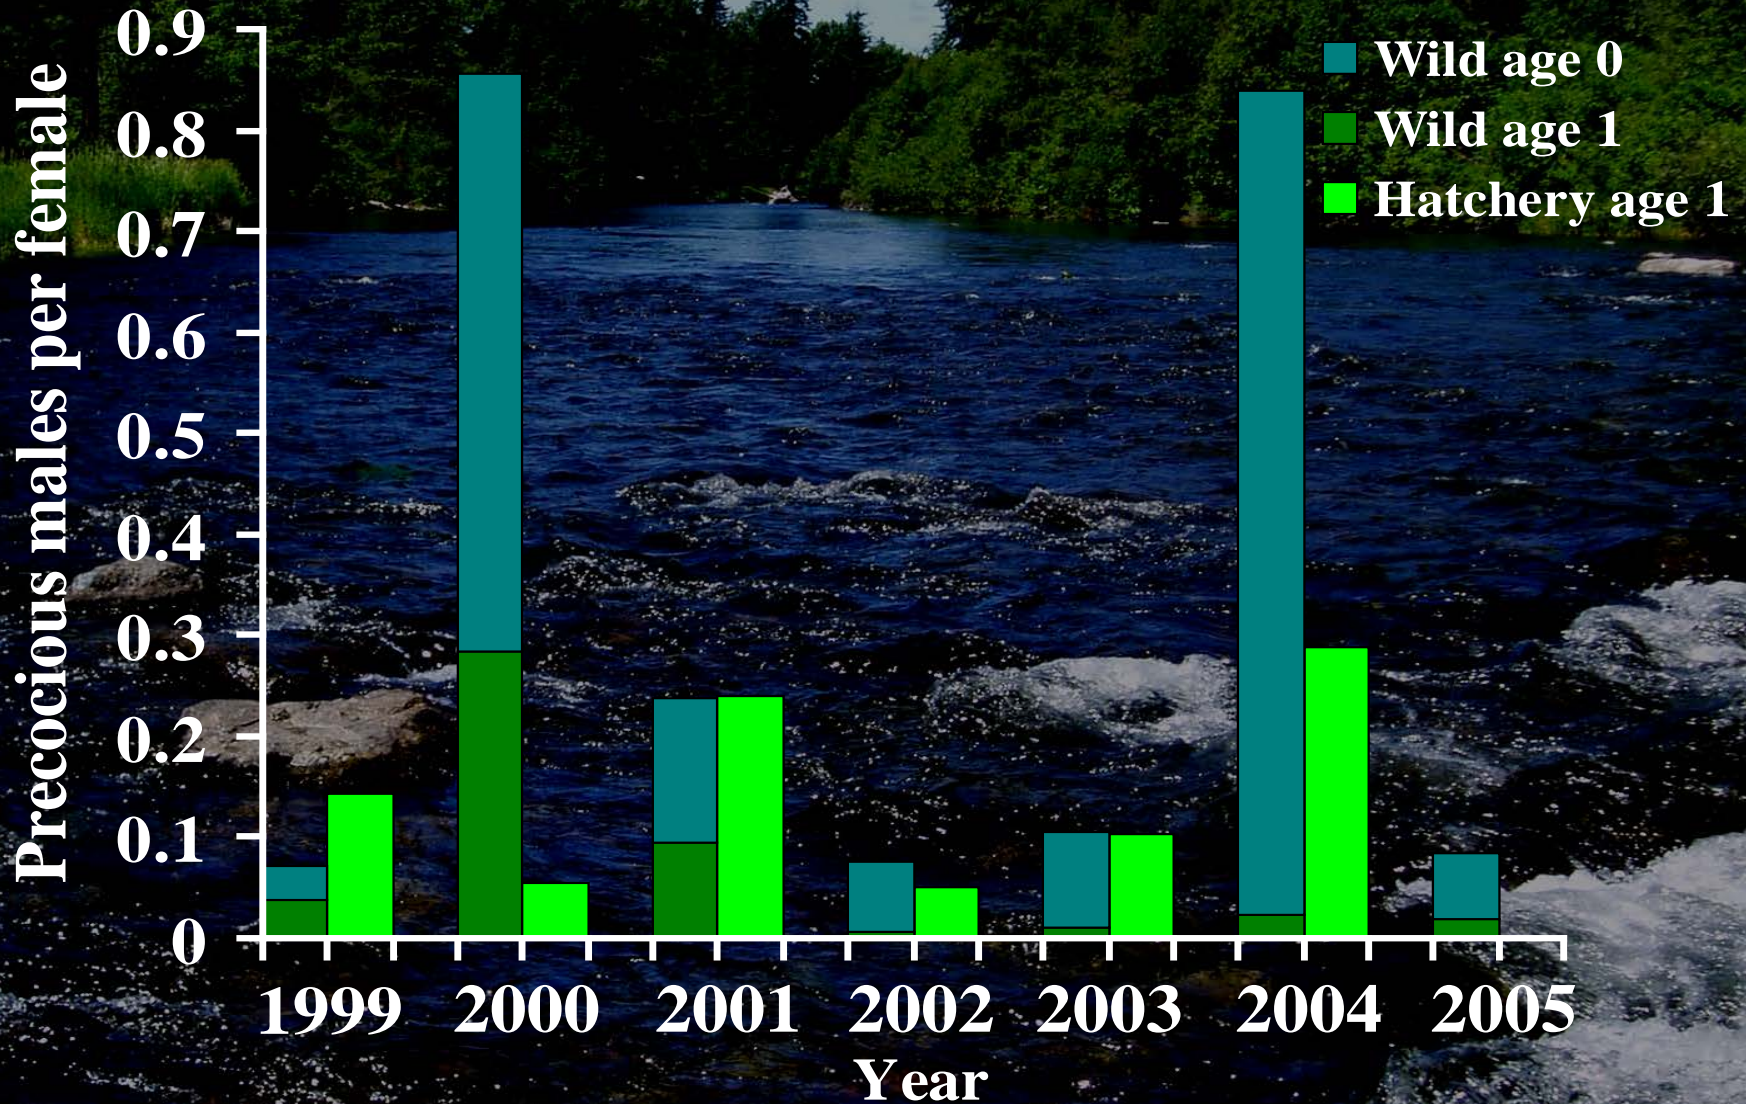 Precocious males per female
0.9
0.8
0.7
0.6
0.5
0.4
0.3
0.2
0.1
0
Wild age 0
Wild age 1
Hatchery age 1
1999 2000 2001 2002 2003 2004 2005
Year